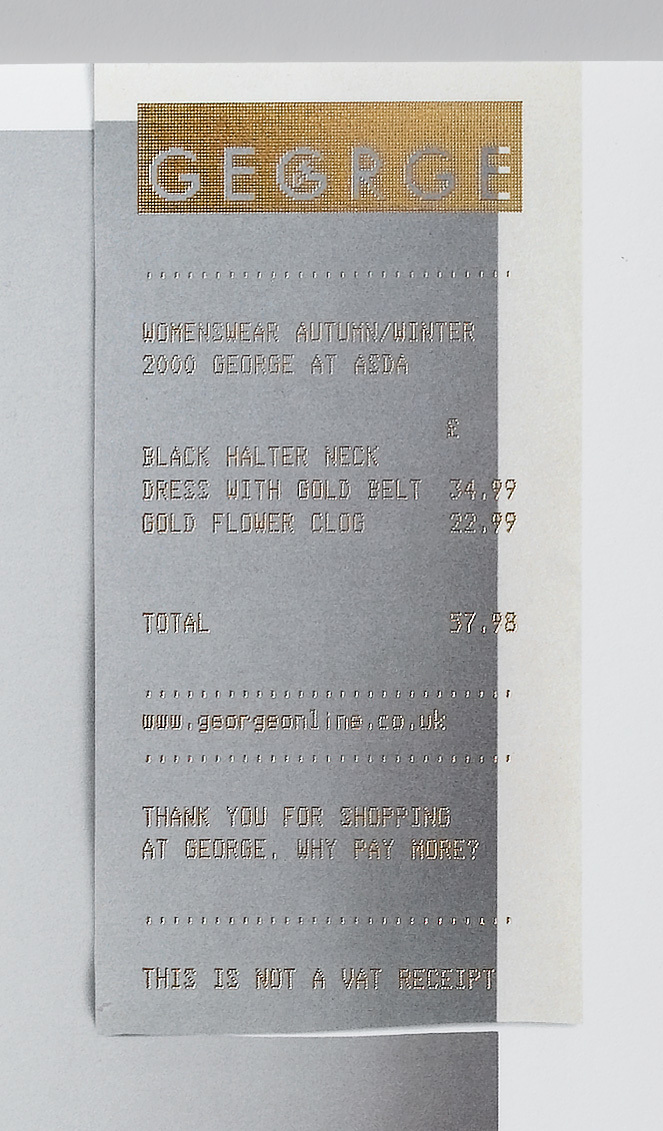 GEORGE
WOMENSWEAR AUTUMN/WINTER
2000 GEORGE AT ASDA
£
BLACK HALTER NECK
DRESS WITH GOLD BELT 34.99
GOLD FLOWER CLOG 22.99
TOTAL 57.98
www.georgeonline.co.uk
THANK YOU FOR SHOPPING
AT GEORGE. WHY PAY MORE?
THIS IS NOT A VAT RECEIPT